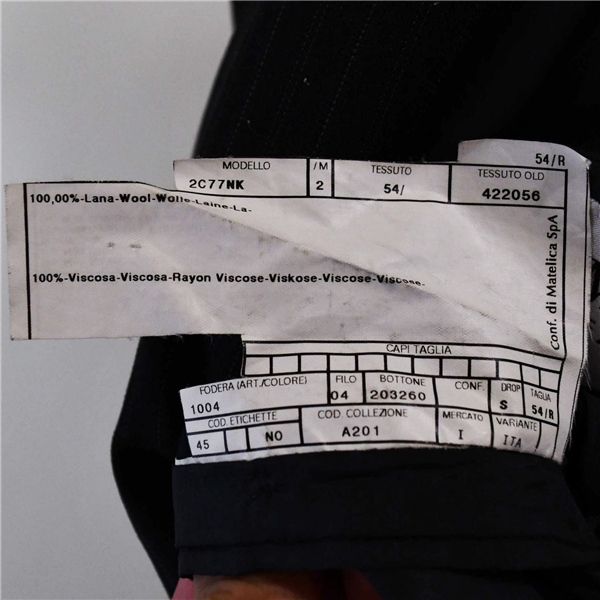 54/R
MODELLO /M TESSUTO TESSUTO OLD
2C77NK 2 54/ 422056
100,00%-Lana-Wool-Wolle-Laine-La-
100%-Viscosa-Viscosa-Rayon Viscose-Viskose-Viscose-Viscose-
Conf. di Matelica SpA
CAPI TAGLIA
FODERA (ART./COLORE) FILO BOTTONE CONF. DROP TAGLIA
1004 04 203260 S 54/R
COD. ETICHETTE COD. COLLEZIONE MERCATO VARIANTE
45 NO A201 I ITA